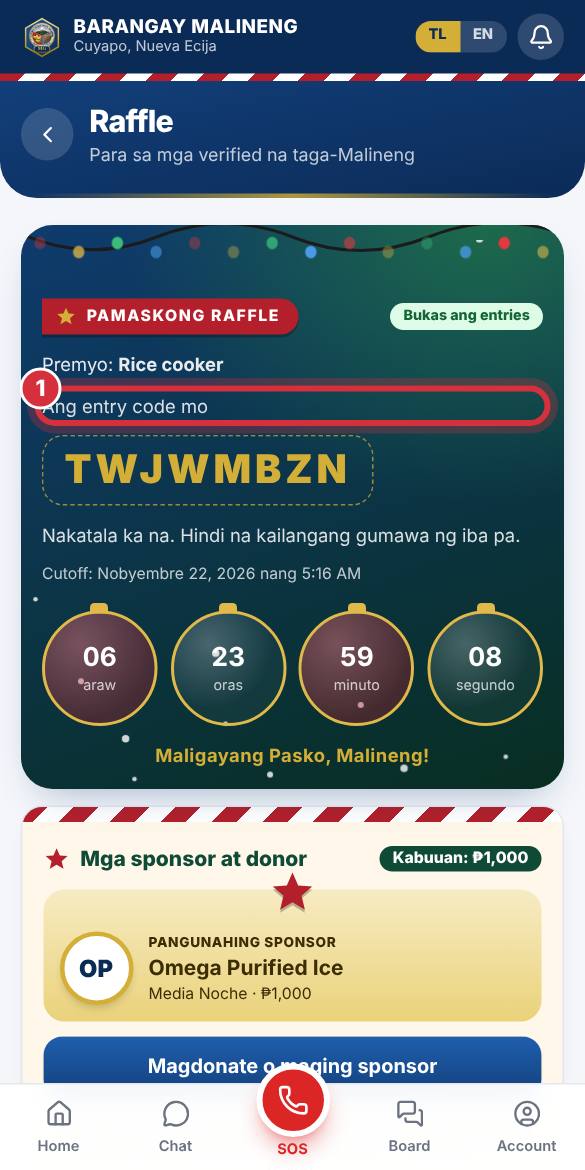 BARANGAY MALINENG
Cuyapo, Nueva Ecija
TL EN
Raffle
Para sa mga verified na taga-Malineng
PAMASKONG RAFFLE
Bukas ang entries
Premyo: Rice cooker
1
Ang entry code mo
TWJWMBZN
Nakatala ka na. Hindi na kailangang gumawa ng iba pa.
Cutoff: Nobyembre 22, 2026 nang 5:16 AM
06 23 59 08
araw oras minuto segundo
Maligayang Pasko, Malineng!
Mga sponsor at donor
Kabuuan: ₱1,000
PANGUNAHING SPONSOR
OP
Omega Purified Ice
Media Noche · ₱1,000
Magdonate o maging sponsor
Home Chat SOS Board Account